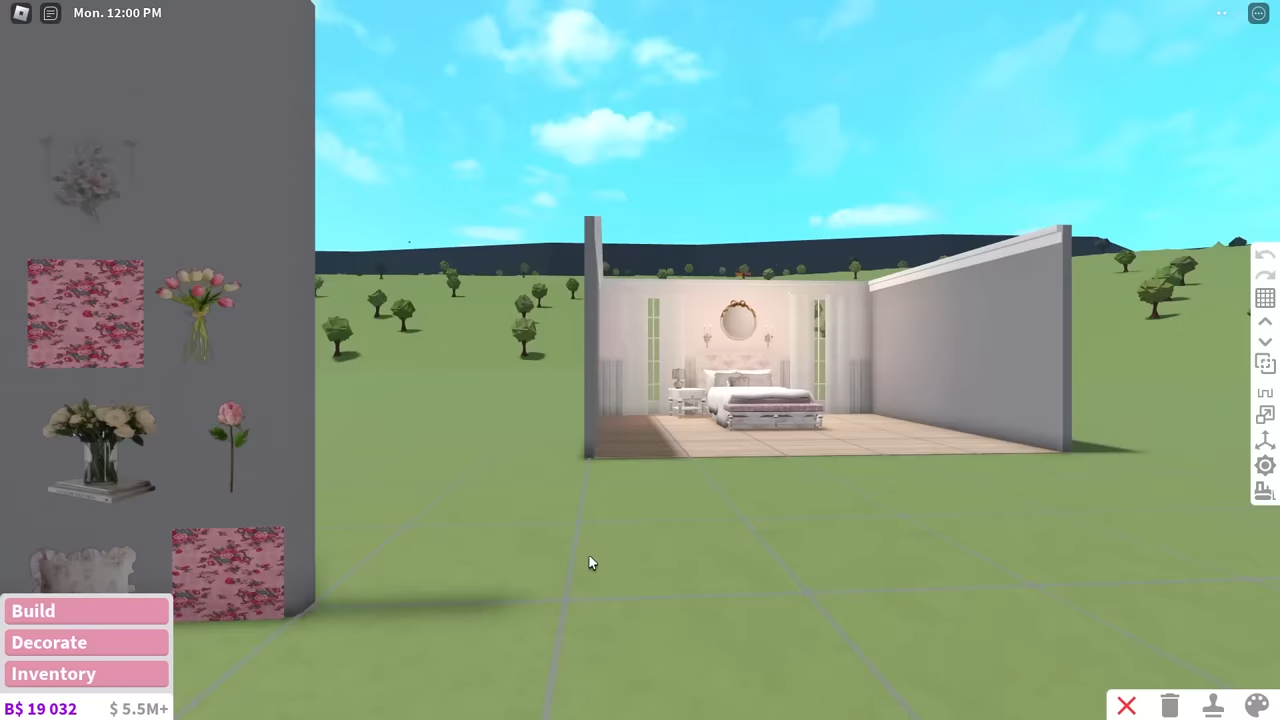 Mon. 12:00 PM
Build
Decorate
Inventory
B$ 19 032 $ 5.5M+